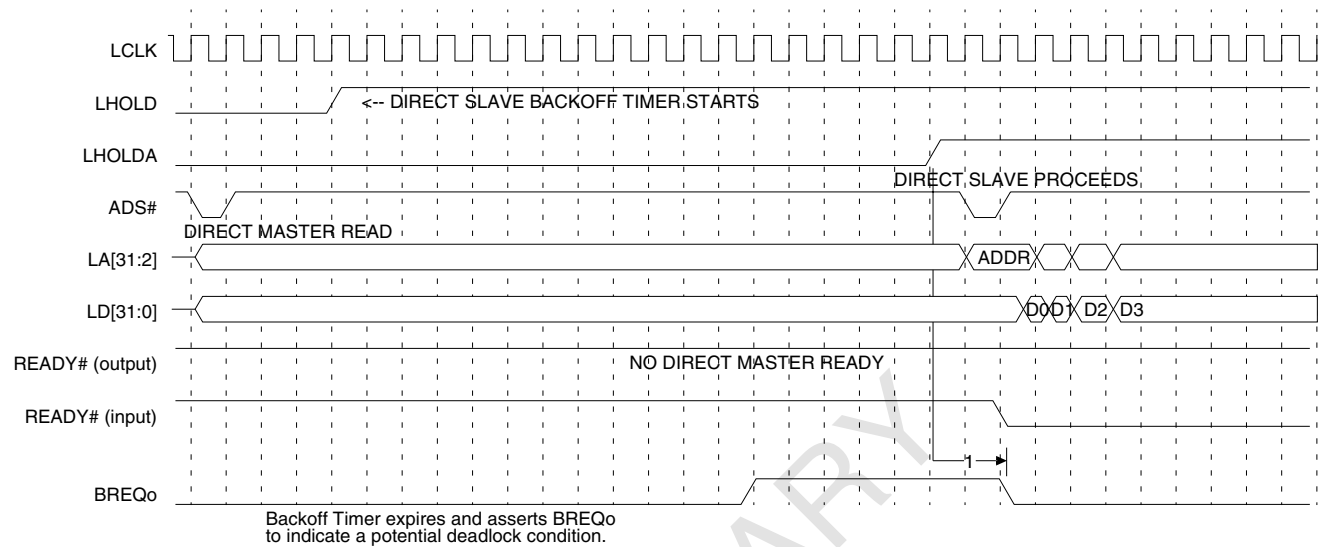 LCLK
LHOLD
<-- DIRECT SLAVE BACKOFF TIMER STARTS
LHOLDA
DIRECT SLAVE PROCEEDS
ADS#
DIRECT MASTER READ
LA[31:2]
ADDR
LD[31:0]
D0 D1 D2 D3
READY# (output)
NO DIRECT MASTER READY
READY# (input)
1
BREQo
Backoff Timer expires and asserts BREQo
to indicate a potential deadlock condition.
ARY